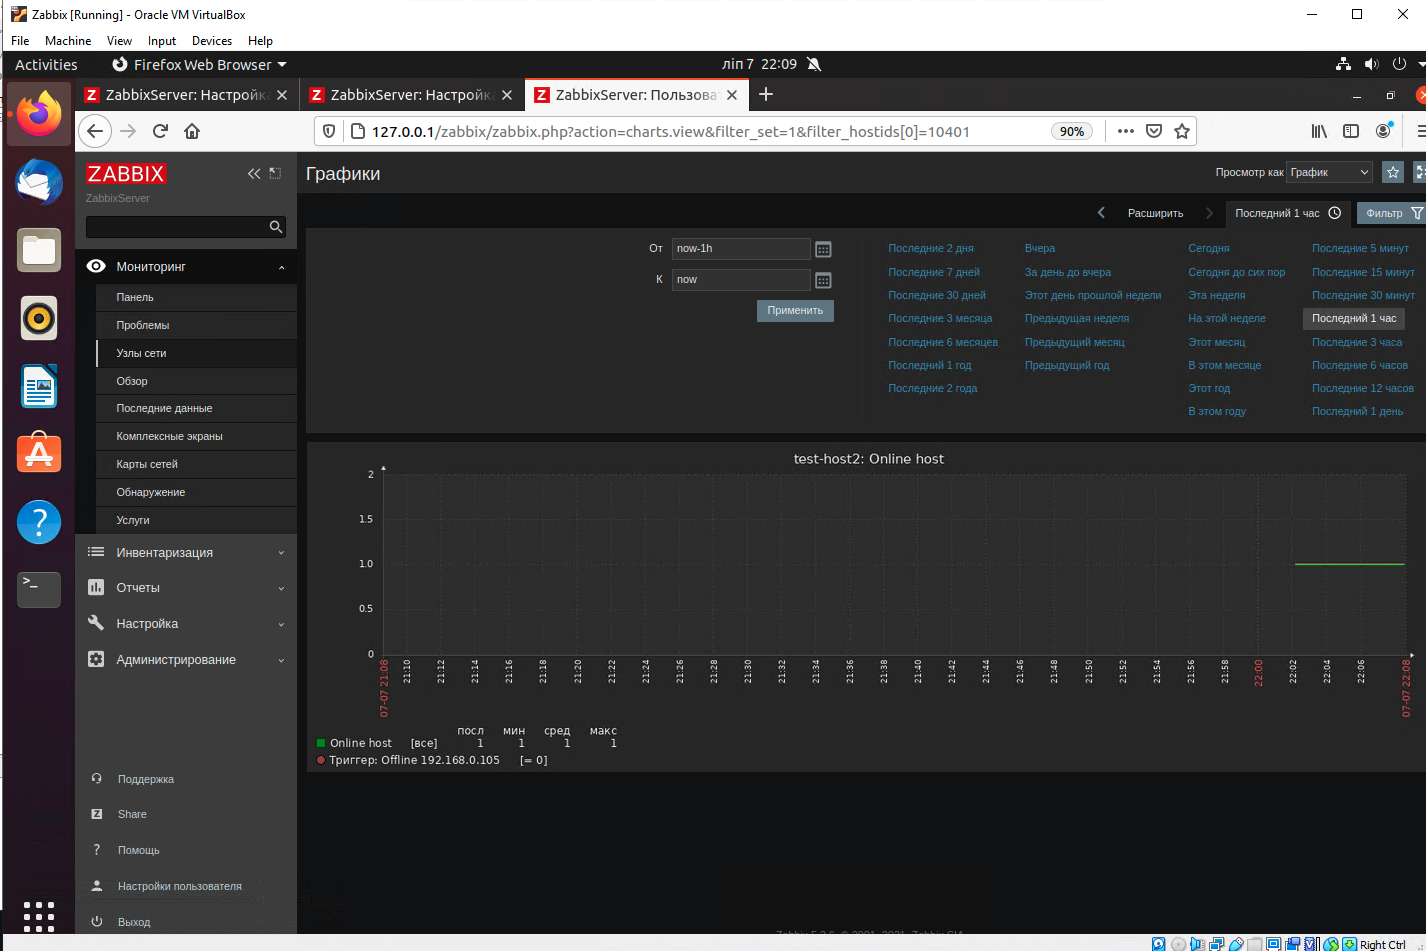 Zabbix [Running] - Oracle VM VirtualBox
File Machine View Input Devices Help
Activities Firefox Web Browser ліп 7 22:09
ZabbixServer: Настройка ZabbixServer: Настройка ZabbixServer: Пользова
127.0.0.1/zabbix/zabbix.php?action=charts.view&filter_set=1&filter_hostids[0]=10401 90%
ZABBIX
ZabbixServer
Мониторинг
Панель
Проблемы
Узлы сети
Обзор
Последние данные
Комплексные экраны
Карты сетей
Обнаружение
Услуги
Инвентаризация
Отчеты
Настройка
Администрирование
Поддержка
Share
Помощь
Настройки пользователя
Выход
Графики
Просмотр как График
Расширить Последний 1 час Фильтр
От now-1h
К now
Применить
Последние 2 дня Вчера Сегодня Последние 5 минут
Последние 7 дней За день до вчера Сегодня до сих пор Последние 15 минут
Последние 30 дней Этот день прошлой недели Эта неделя Последние 30 минут
Последние 3 месяца Предыдущая неделя На этой неделе Последний 1 час
Последние 6 месяцев Предыдущий месяц Этот месяц Последние 3 часа
Последний 1 год Предыдущий год В этом месяце Последние 6 часов
Последние 2 года Этот год Последние 12 часов
В этом году Последний 1 день
test-host2: Online host
2
1.5
1.0
0.5
0
07-07 21:08 21:10 21:12 21:14 21:16 21:18 21:20 21:22 21:24 21:26 21:28 21:30 21:32 21:34 21:36 21:38 21:40 21:42 21:44 21:46 21:48 21:50 21:52 21:54 21:56 21:58 22:00 22:02 22:04 22:06 07-07 22:08
посл мин сред макс
Online host [все] 1 1 1 1
Триггер: Offline 192.168.0.105 [= 0]
Right Ctrl